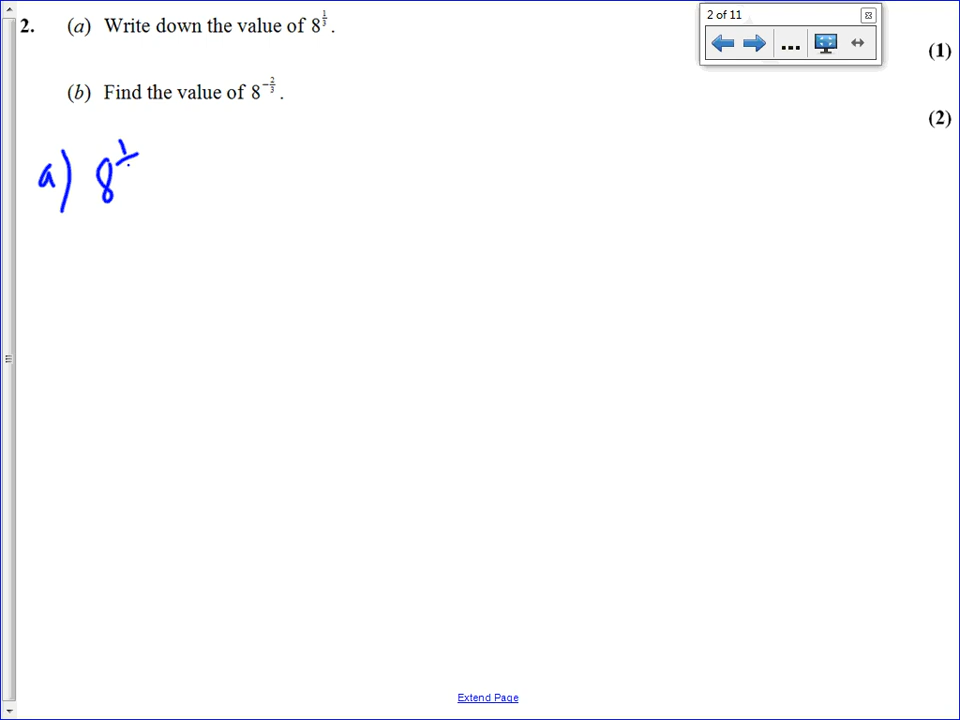 2. (a) Write down the value of 8^{1/3}. (1)
(b) Find the value of 8^{-2/3}. (2)
2 of 11
...
a) 8^{1/}
Extend Page